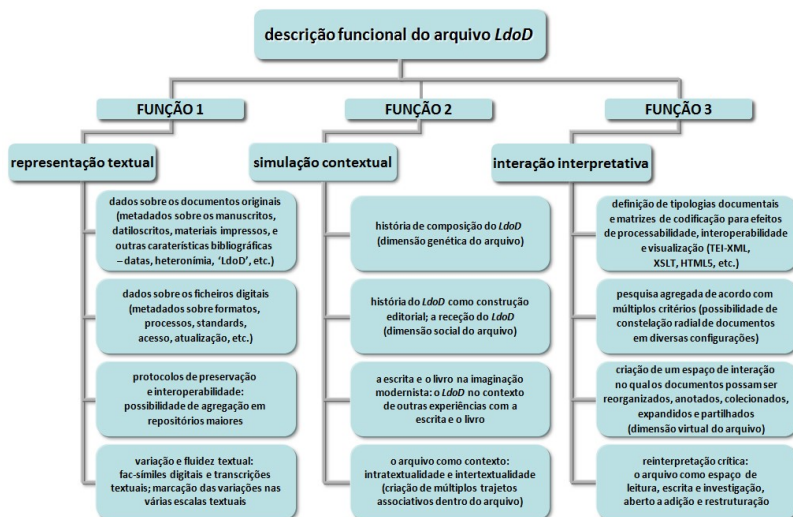 descrição funcional do arquivo LdoD
FUNÇÃO 1
representação textual
dados sobre os documentos originais
(metadados sobre os manuscritos,
datiloscritos, materiais impressos, e
outras caraterísticas bibliográficas
– datas, heteronímia, ‘LdoD’, etc.)
dados sobre os ficheiros digitais
(metadados sobre formatos,
processos, standards,
acesso, atualização, etc.)
protocolos de preservação
e interoperabilidade:
possibilidade de agregação em
repositórios maiores
variação e fluidez textual:
fac-símiles digitais e transcrições
textuais; marcação das variações nas
várias escalas textuais
FUNÇÃO 2
simulação contextual
história de composição do LdoD
(dimensão genética do arquivo)
história do LdoD como construção
editorial; a receção do LdoD
(dimensão social do arquivo)
a escrita e o livro na imaginação
modernista: o LdoD no contexto
de outras experiências com a
escrita e o livro
o arquivo como contexto:
intratextualidade e intertextualidade
(criação de múltiplos trajetos
associativos dentro do arquivo)
FUNÇÃO 3
interação interpretativa
definição de tipologias documentais
e matrizes de codificação para efeitos
de processabilidade, interoperabilidade
e visualização (TEI-XML,
XSLT, HTML5, etc.)
pesquisa agregada de acordo com
múltiplos critérios (possibilidade de
constelação radial de documentos
em diversas configurações)
criação de um espaço de interação
no qual os documentos possam ser
reorganizados, anotados, colecionados,
expandidos e partilhados
(dimensão virtual do arquivo)
reinterpretação crítica:
o arquivo como espaço de
leitura, escrita e investigação,
aberto a adição e restruturação